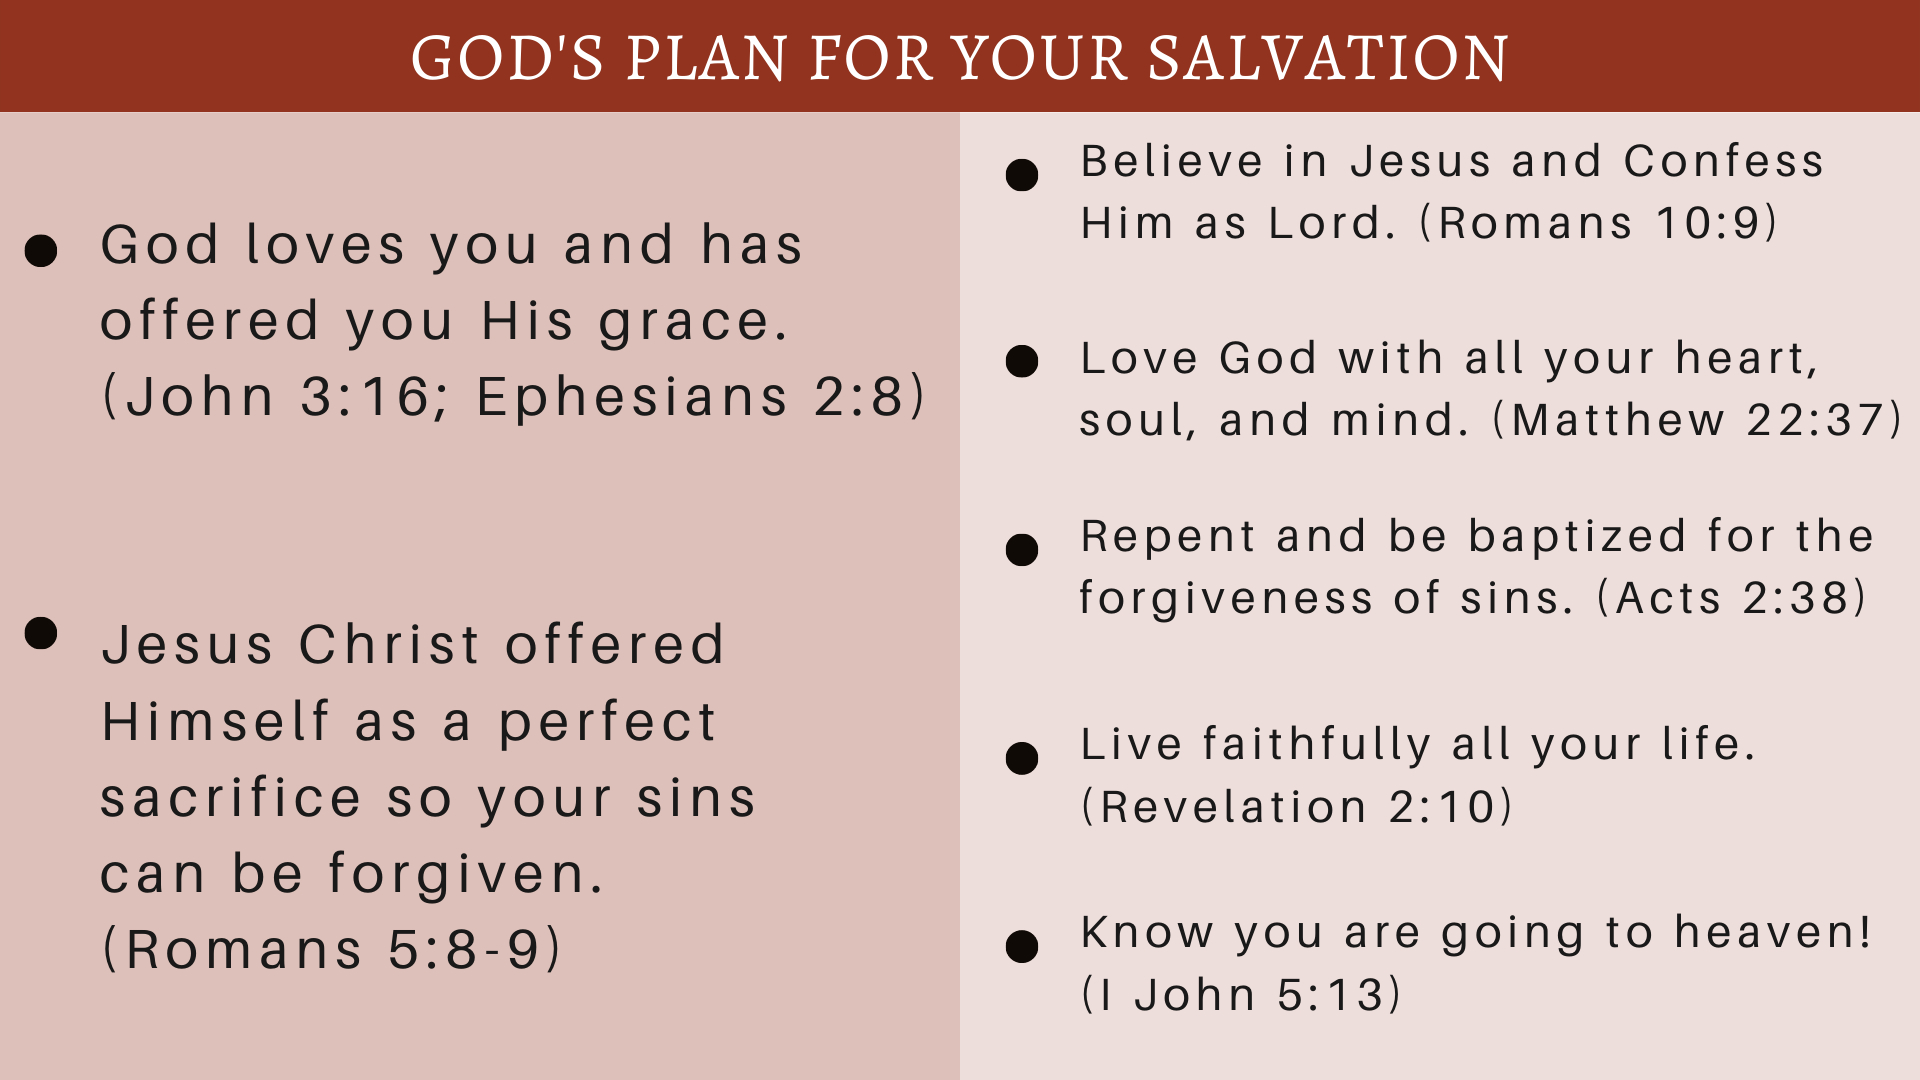 GOD'S PLAN FOR YOUR SALVATION
God loves you and has
offered you His grace.
(John 3:16; Ephesians 2:8)
Jesus Christ offered
Himself as a perfect
sacrifice so your sins
can be forgiven.
(Romans 5:8-9)
Believe in Jesus and Confess
Him as Lord. (Romans 10:9)
Love God with all your heart,
soul, and mind. (Matthew 22:37)
Repent and be baptized for the
forgiveness of sins. (Acts 2:38)
Live faithfully all your life.
(Revelation 2:10)
Know you are going to heaven!
(I John 5:13)